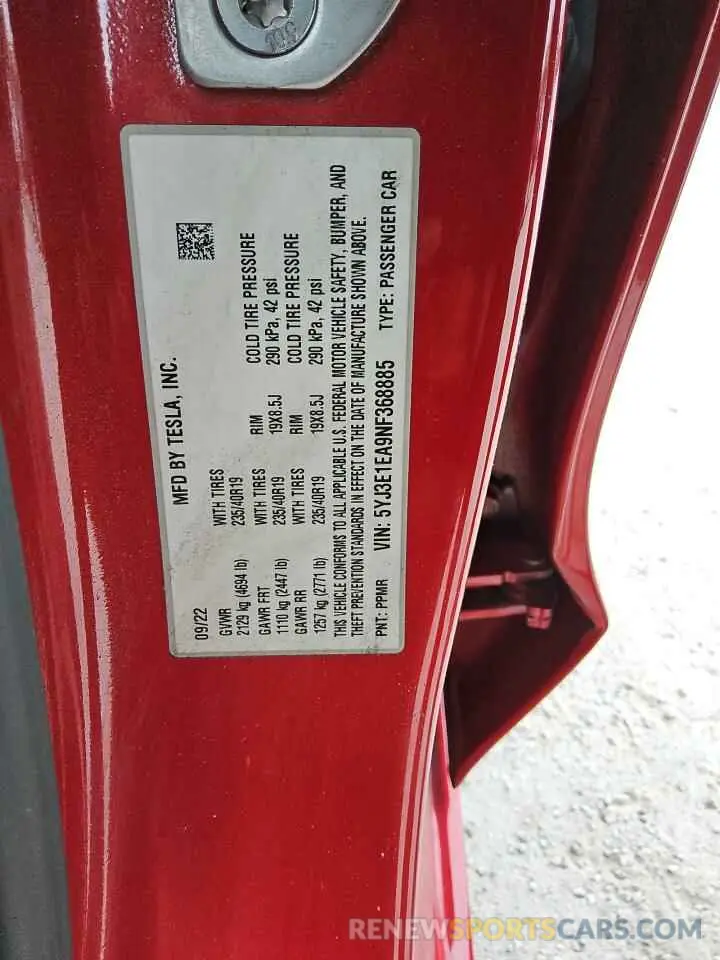 MFD BY TESLA, INC.
09/22
GVWR WITH TIRES
2129 kg (4694 lb) 235/40R19
GAWR FRT WITH TIRES RIM COLD TIRE PRESSURE
1110 kg (2447 lb) 235/40R19 19X8.5J 290 kPa, 42 psi
GAWR RR WITH TIRES RIM COLD TIRE PRESSURE
1257 kg (2771 lb) 235/40R19 19X8.5J 290 kPa, 42 psi
THIS VEHICLE CONFORMS TO ALL APPLICABLE U.S. FEDERAL MOTOR VEHICLE SAFETY, BUMPER, AND
THEFT PREVENTION STANDARDS IN EFFECT ON THE DATE OF MANUFACTURE SHOWN ABOVE.
PNT: PPMR VIN: 5YJ3E1EA9NF368885 TYPE: PASSENGER CAR
RENEWSPORTSCARS.COM